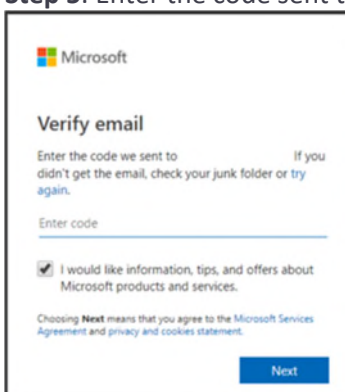 Step 3: Enter the code sent t
Microsoft
Verify email
Enter the code we sent to If you
didn't get the email, check your junk folder or try
again.
Enter code
I would like information, tips, and offers about
Microsoft products and services.
Choosing Next means that you agree to the Microsoft Services
Agreement and privacy and cookies statement.
Next